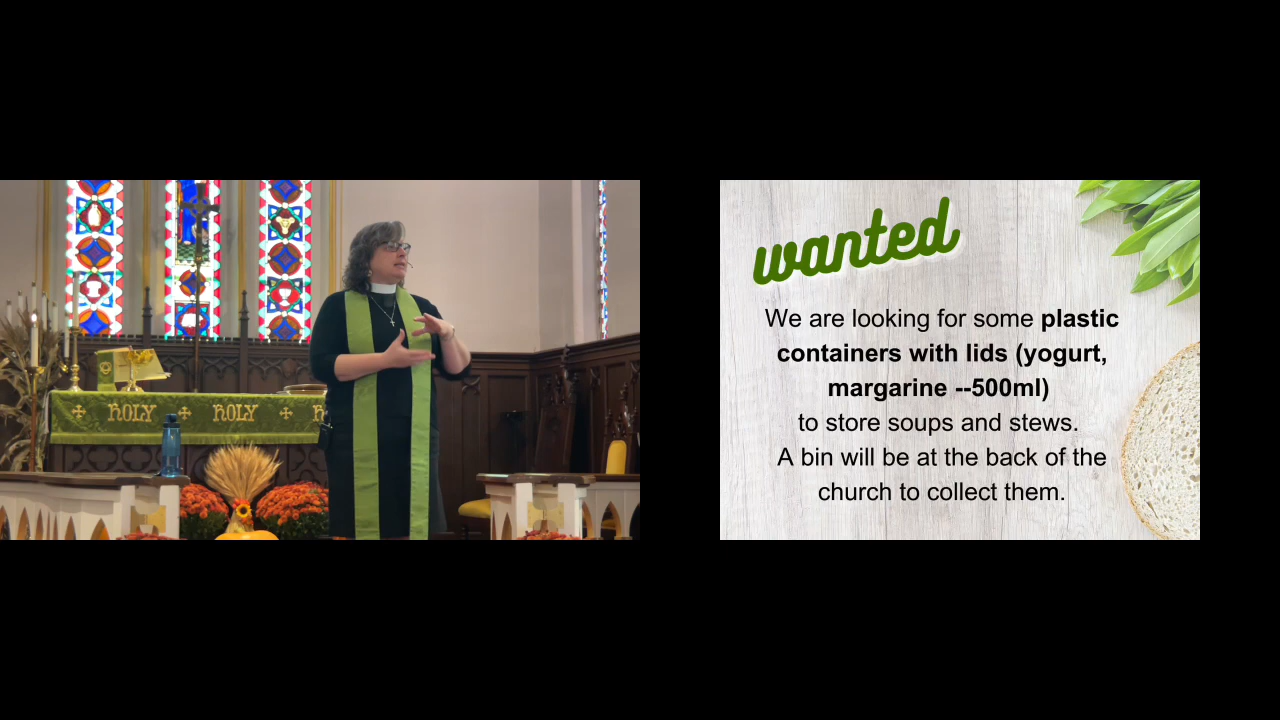 HOLY
HOLY
H
wanted
We are looking for some plastic
containers with lids (yogurt,
margarine --500ml)
to store soups and stews.
A bin will be at the back of the
church to collect them.